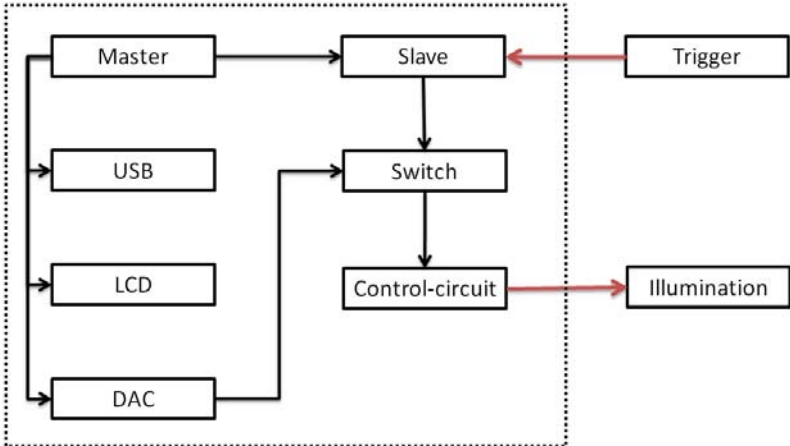 Master
Slave
Trigger
USB
Switch
LCD
Control-circuit
Illumination
DAC